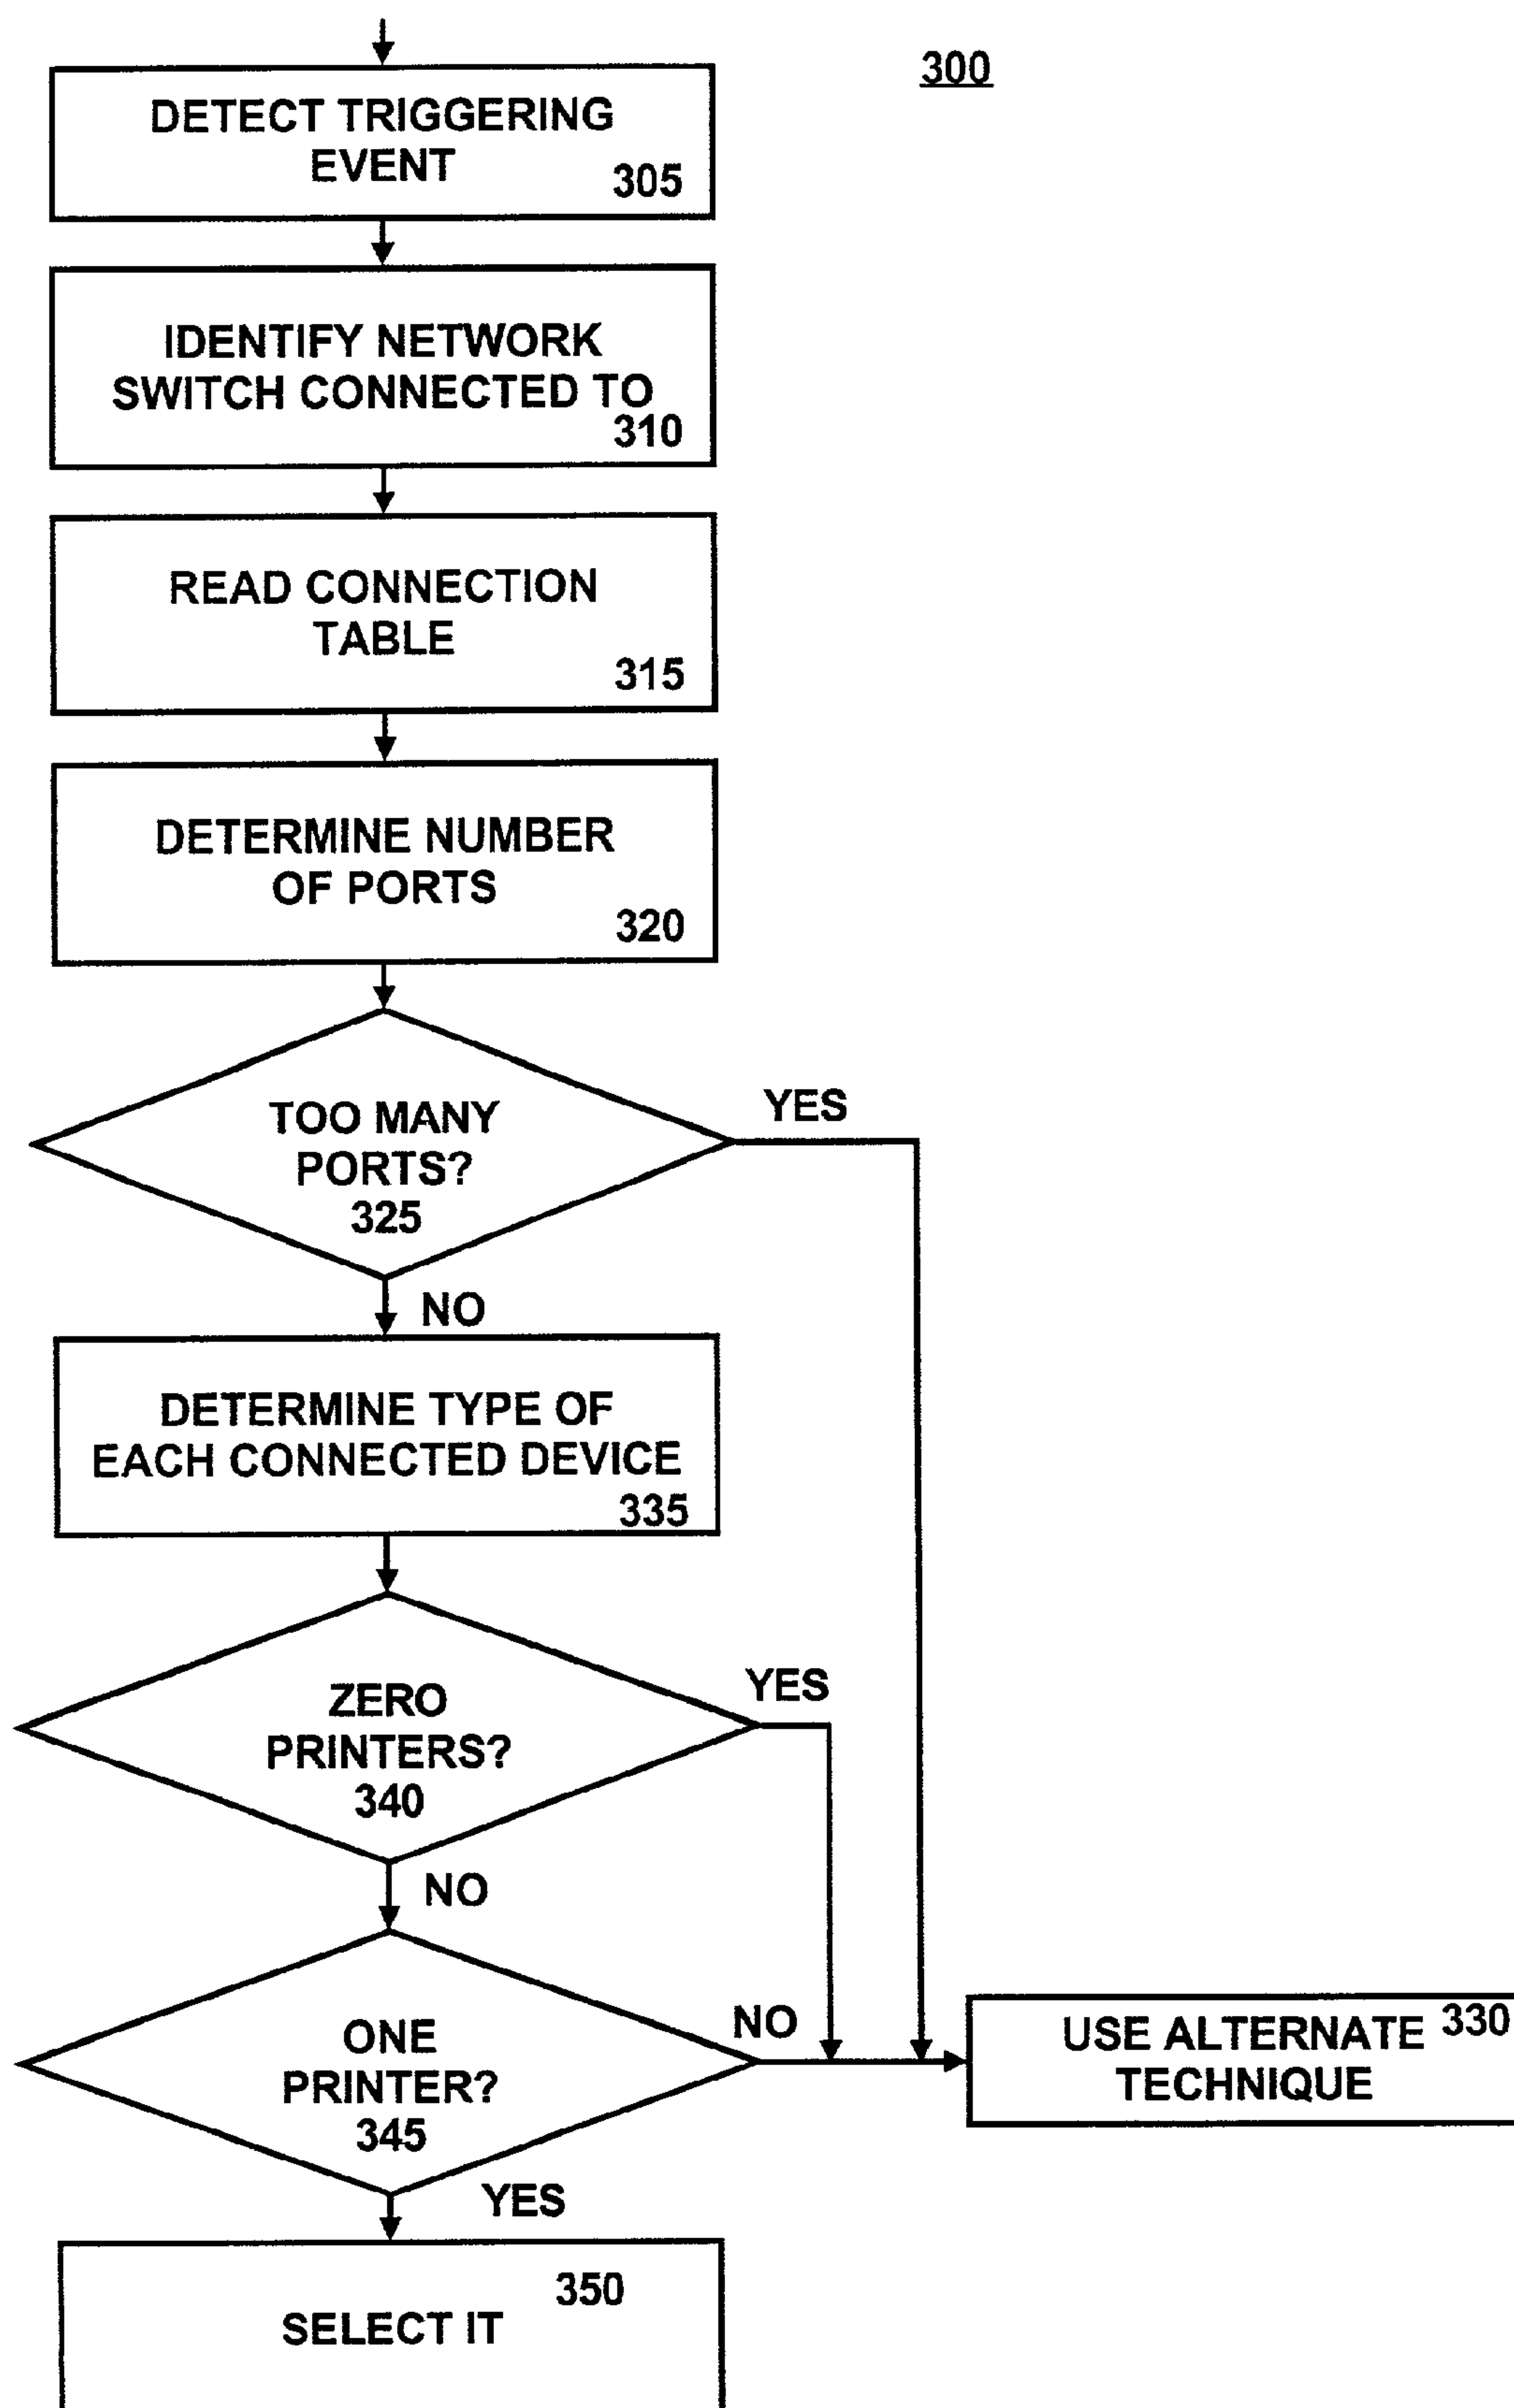 300
DETECT TRIGGERING
EVENT
305
IDENTIFY NETWORK
SWITCH CONNECTED TO
310
READ CONNECTION
TABLE
315
DETERMINE NUMBER
OF PORTS
320
TOO MANY
PORTS?
325
YES
NO
DETERMINE TYPE OF
EACH CONNECTED DEVICE
335
ZERO
PRINTERS?
340
YES
NO
ONE
PRINTER?
345
NO
YES
USE ALTERNATE
TECHNIQUE
330
350
SELECT IT